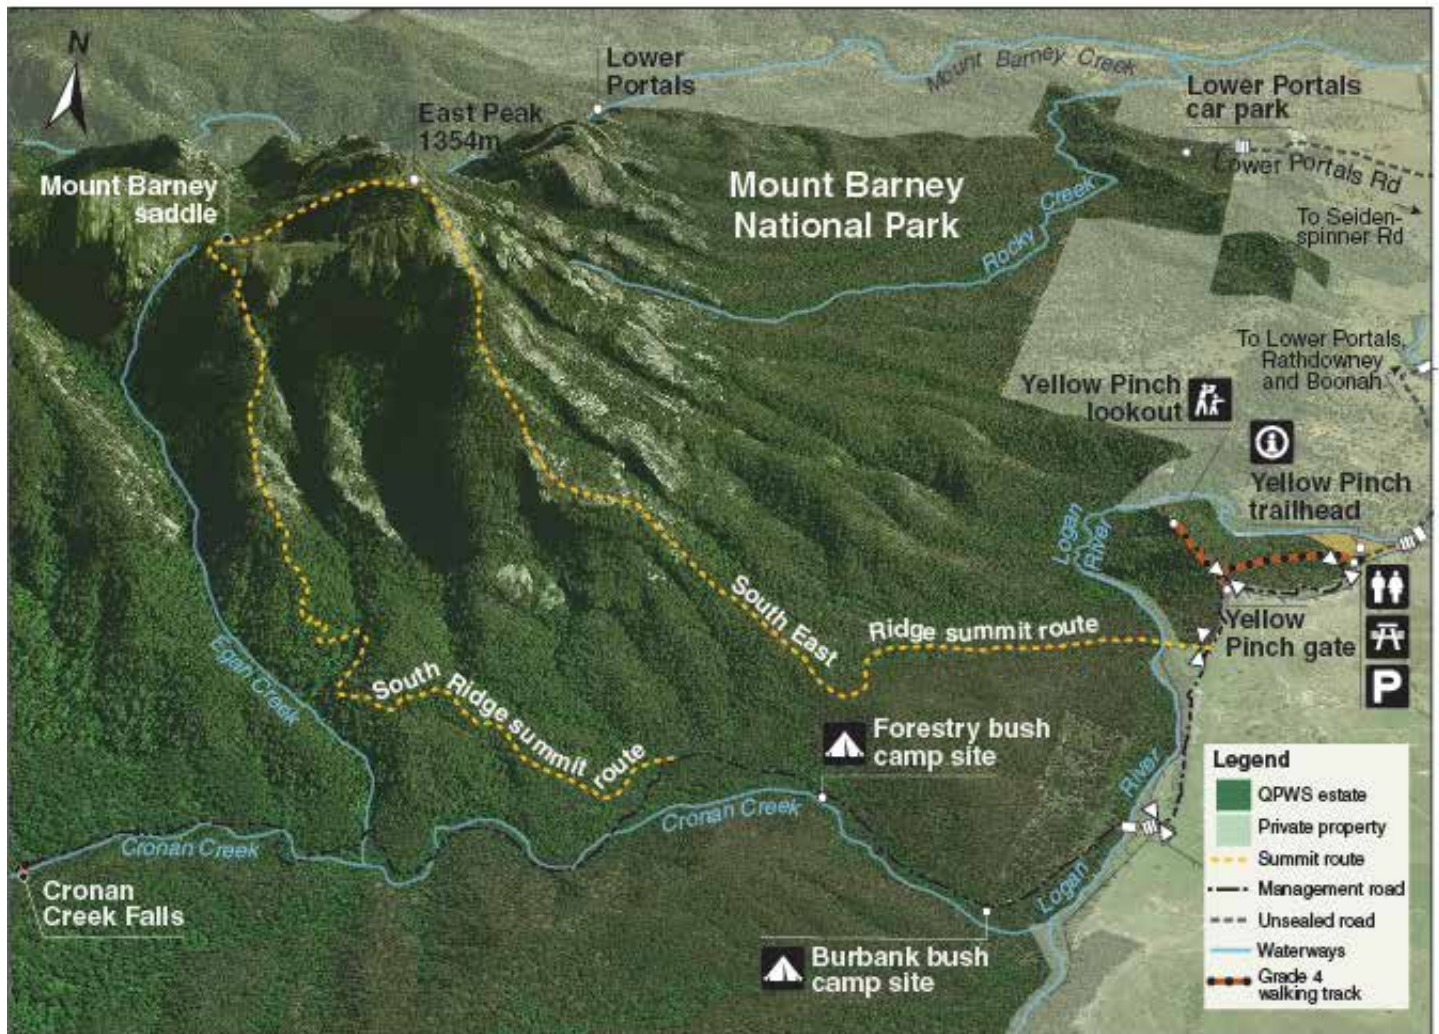 N
Lower
Portals
Mount Barney Creek
East Peak
1354m
Lower Portals
car park
Lower Portals Rd
Mount Barney
saddle
Mount Barney
National Park
Rocky Creek
To Seiden-
spinner Rd
To Lower Portals,
Rathdowney
and Boonah
Yellow Pinch
lookout
Yellow Pinch
trailhead
Logan
River
South East
Ridge summit route
Yellow
Pinch gate
P
Egan Creek
South Ridge summit route
Forestry bush
camp site
Cronan Creek
Logan River
Cronan Creek
Cronan
Creek Falls
Burbank bush
camp site
Legend
QPWS estate
Private property
Summit route
Management road
Unsealed road
Waterways
Grade 4
walking track